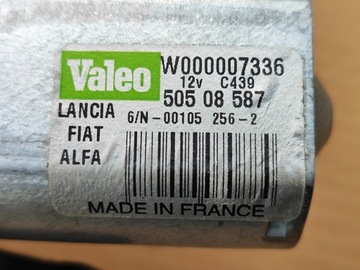 Valeo
W000007336
12v C439
505 08 587
LANCIA
FIAT
ALFA
6/N-00105 256-2
MADE IN FRANCE